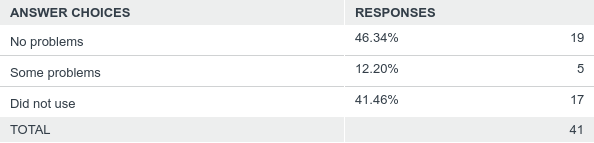 ANSWER CHOICES RESPONSES
No problems 46.34% 19
Some problems 12.20% 5
Did not use 41.46% 17
TOTAL 41